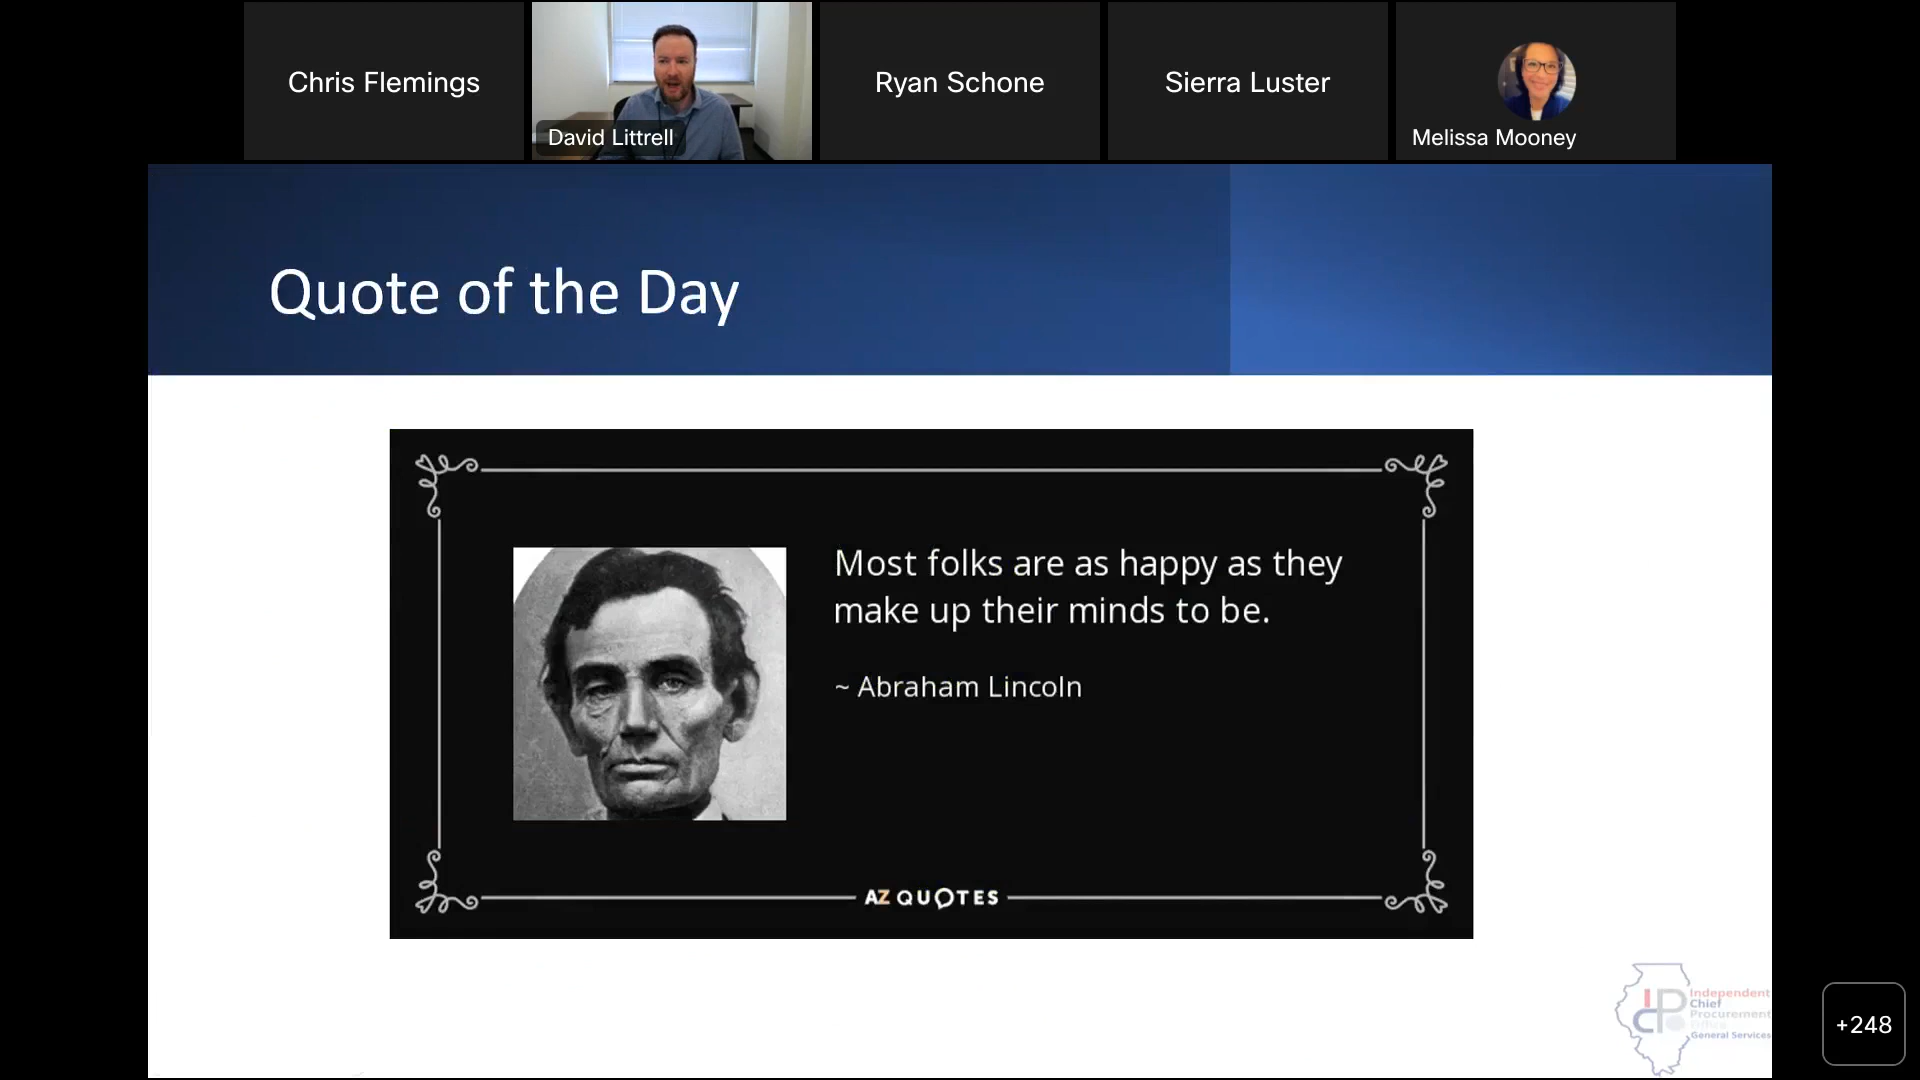 Chris Flemings
David Littrell
Ryan Schone
Sierra Luster
Melissa Mooney
Quote of the Day
Most folks are as happy as they
make up their minds to be.
~ Abraham Lincoln
AZ QUOTES
Independent
Chief
Procurement
Office
General Services
+248